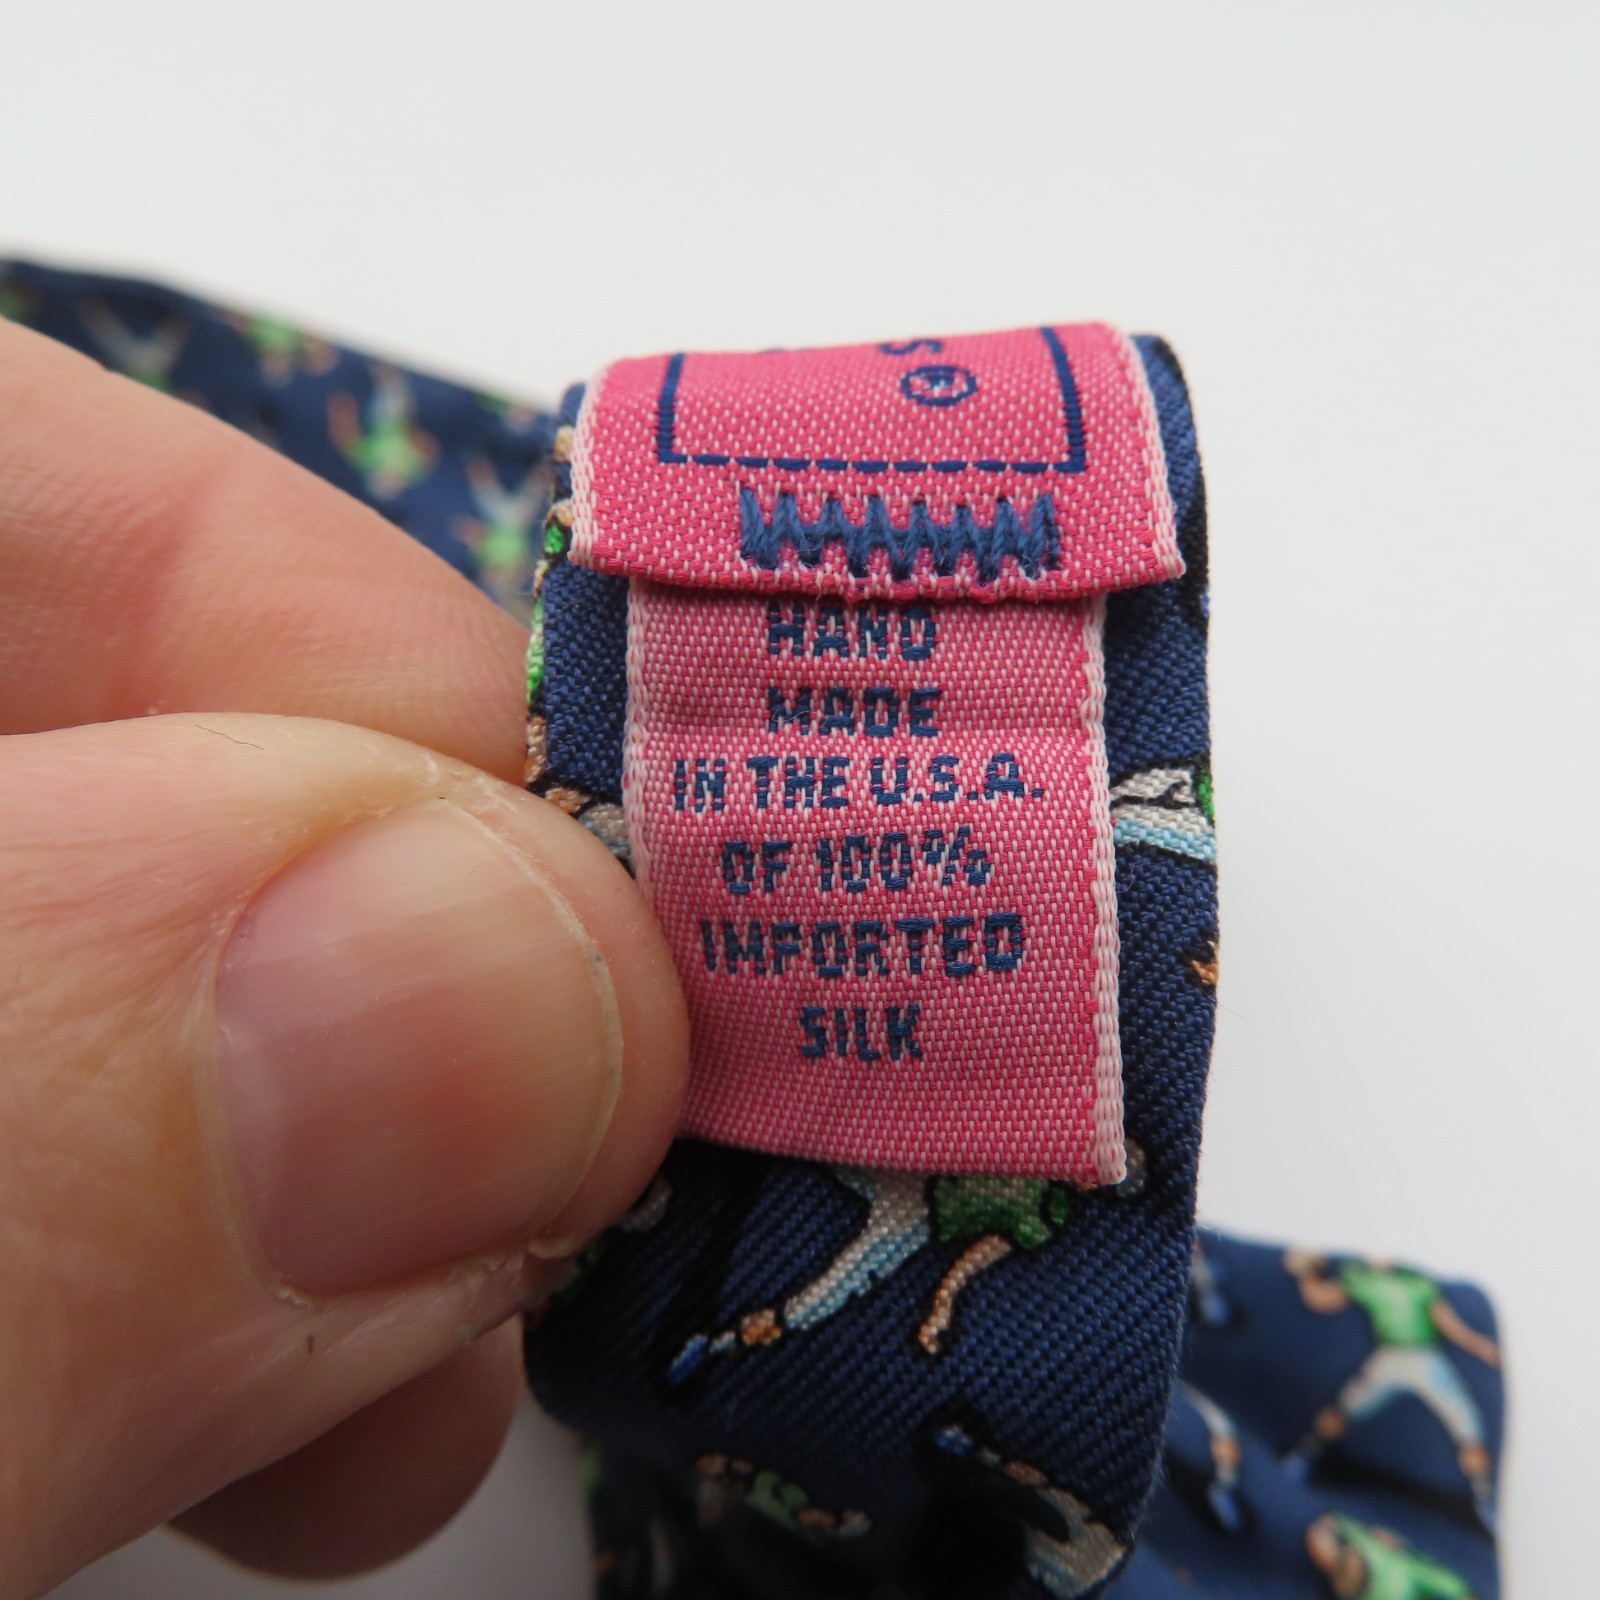 S ®
HAND
MADE
IN THE U.S.A.
OF 100%
IMPORTED
SILK